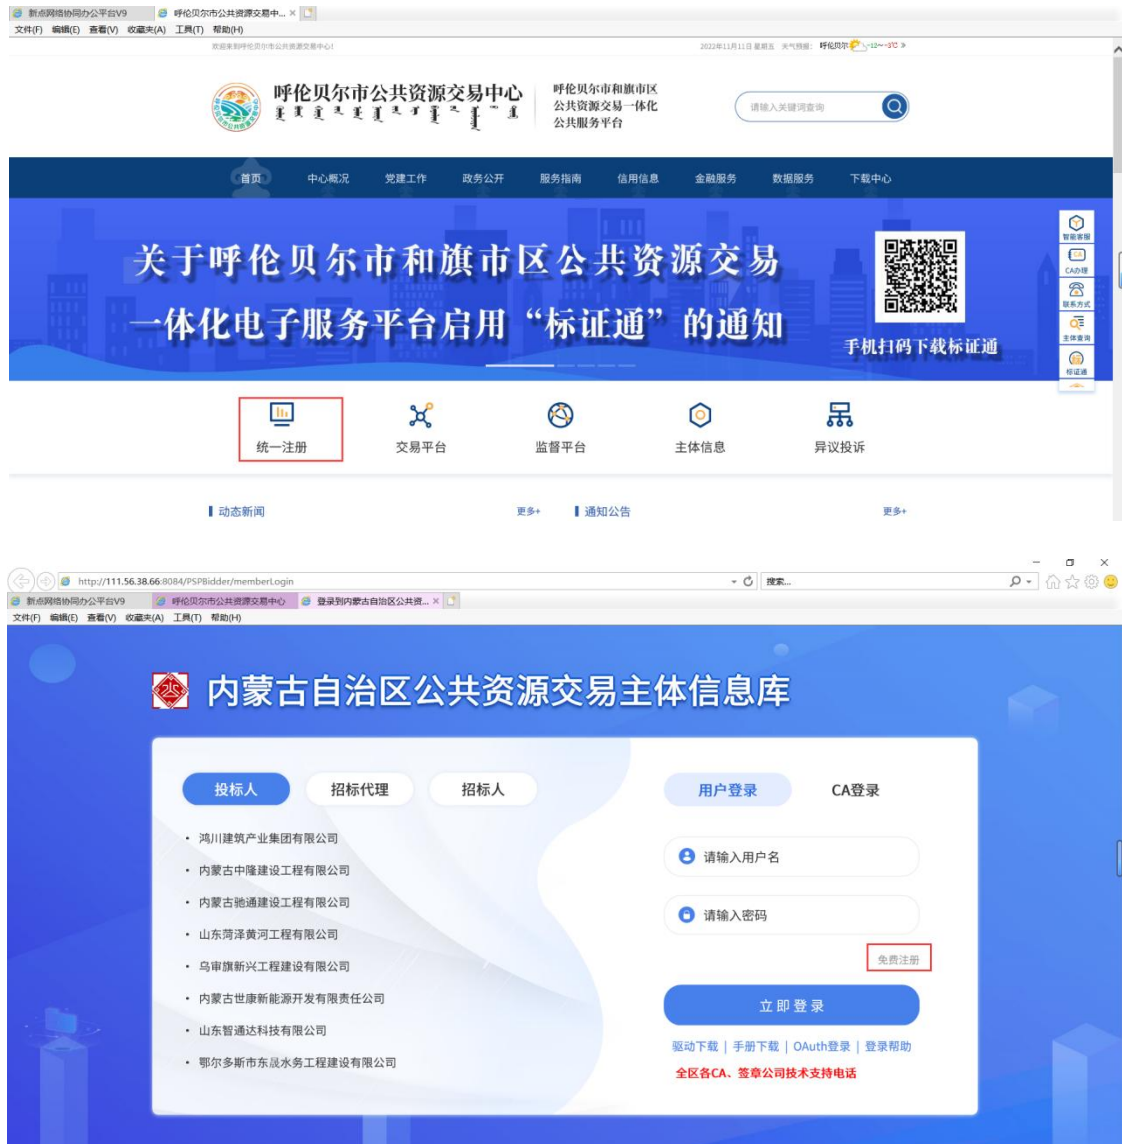 新点网络协同办公平台V9 呼伦贝尔市公共资源交易中... ×
文件(F) 编辑(E) 查看(V) 收藏夹(A) 工具(T) 帮助(H)
欢迎来到呼伦贝尔市公共资源交易中心!
2022年11月11日 星期五 天气预报: 呼伦贝尔 -12~-3℃
呼伦贝尔市公共资源交易中心
呼伦贝尔市和旗市区
公共资源交易一体化
公共服务平台
请输入关键词查询
首页 中心概况 党建工作 政务公开 服务指南 信用信息 金融服务 数据服务 下载中心
关于呼伦贝尔市和旗市区公共资源交易
一体化电子服务平台启用“标证通”的通知
手机扫码下载标证通
智能客服
CA办理
联系方式
主体查询
标证通
统一注册 交易平台 监督平台 主体信息 异议投诉
动态新闻 更多+ 通知公告 更多+
http://111.56.38.66:8084/PSPBidder/memberLogin 搜索...
新点网络协同办公平台V9 呼伦贝尔市公共资源交易中心 登录到内蒙古自治区公共资... ×
文件(F) 编辑(E) 查看(V) 收藏夹(A) 工具(T) 帮助(H)
内蒙古自治区公共资源交易主体信息库
投标人 招标代理 招标人
用户登录 CA登录
• 鸿川建筑产业集团有限公司
• 内蒙古中隆建设工程有限公司
• 内蒙古驰通建设工程有限公司
• 山东菏泽黄河工程有限公司
• 乌审旗新兴工程建设有限公司
• 内蒙古世康新能源开发有限责任公司
• 山东智通达科技有限公司
• 鄂尔多斯市东晟水务工程建设有限公司
请输入用户名
请输入密码
免费注册
立即登录
驱动下载 | 手册下载 | OAuth登录 | 登录帮助
全区各CA、签章公司技术支持电话